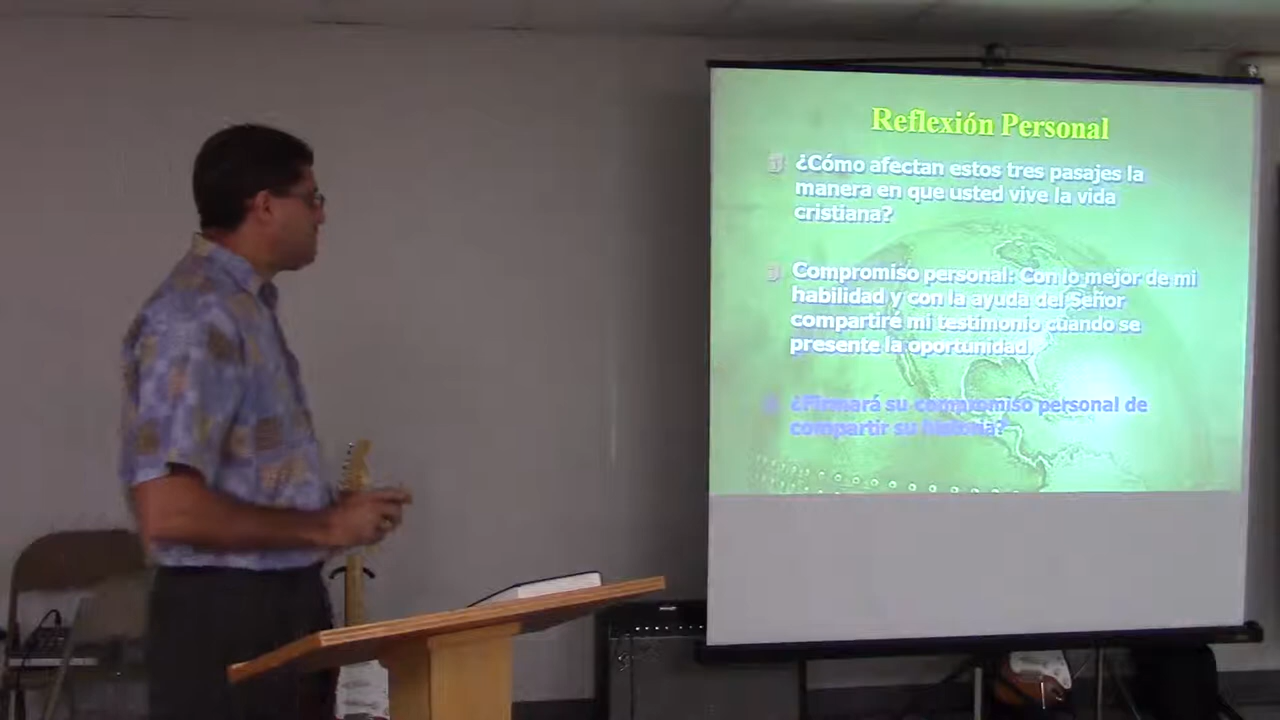 Reflexión Personal
¿Cómo afectan estos tres pasajes la
manera en que usted vive la vida
cristiana?
Compromiso personal: Con lo mejor de mi
habilidad y con la ayuda del Señor
compartiré mi testimonio cuando se
presente la oportunidad.
¿Firmará su compromiso personal de
compartir su historia?